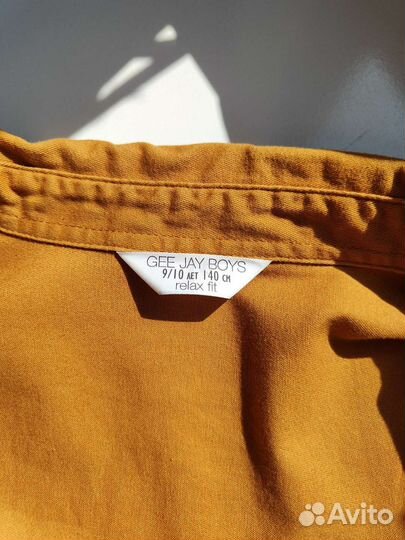 GEE JAY BOYS
9/10 ЛЕТ 140 СМ
relax fit
Avito